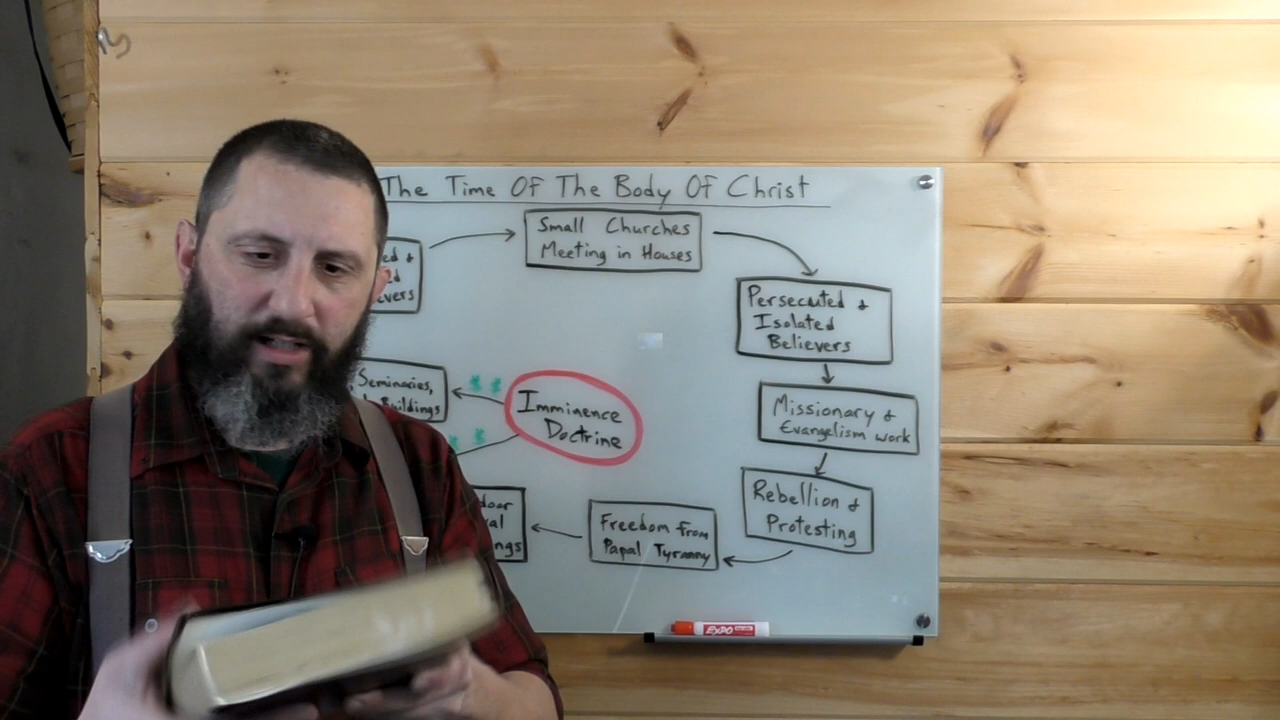 The Time Of The Body Of Christ
Small Churches
Meeting in Houses
Persecuted &
Isolated
Believers
Missionary &
Evangelism work
Rebellion &
Protesting
Freedom from
Papal Tyranny
Imminence
Doctrine
Seminaries,
Buildings
EXPO